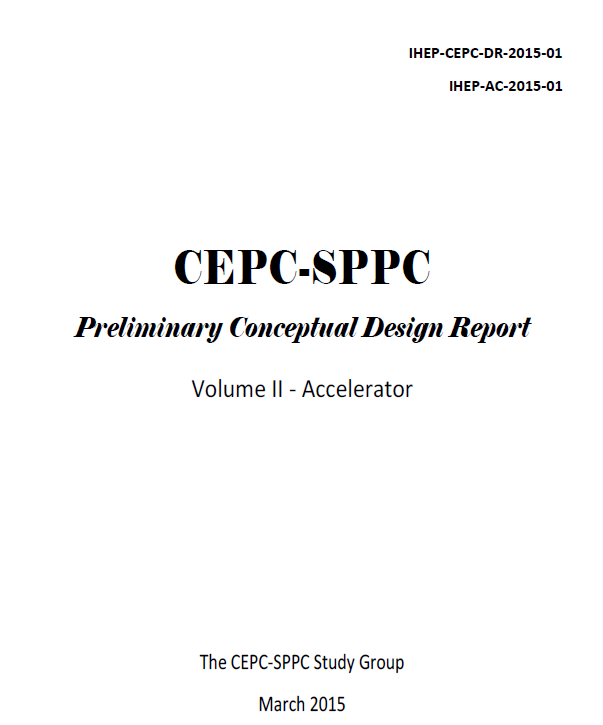 IHEP-CEPC-DR-2015-01
IHEP-AC-2015-01
CEPC-SPPC
Preliminary Conceptual Design Report
Volume II - Accelerator
The CEPC-SPPC Study Group
March 2015